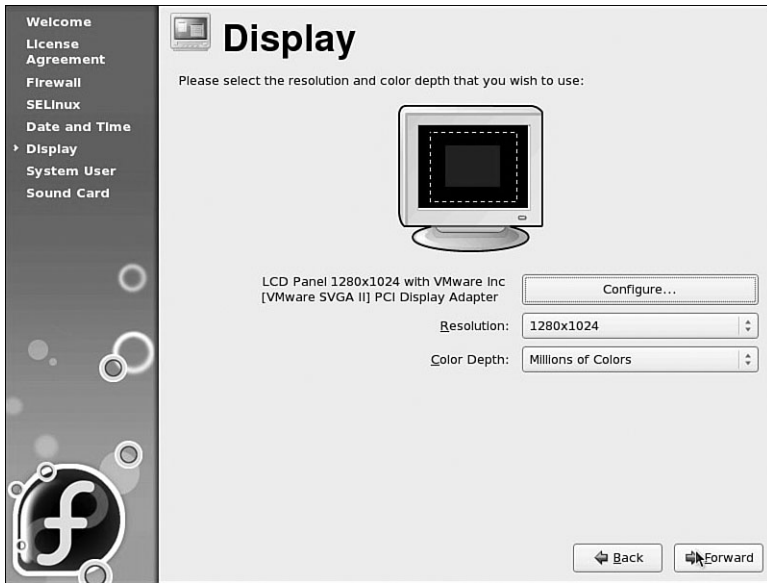 Welcome
License
Agreement
Firewall
SELinux
Date and Time
Display
System User
Sound Card
Display
Please select the resolution and color depth that you wish to use:
LCD Panel 1280x1024 with VMware Inc
[VMware SVGA II] PCI Display Adapter
Configure...
Resolution:
1280x1024
Color Depth:
Millions of Colors
Back
Forward